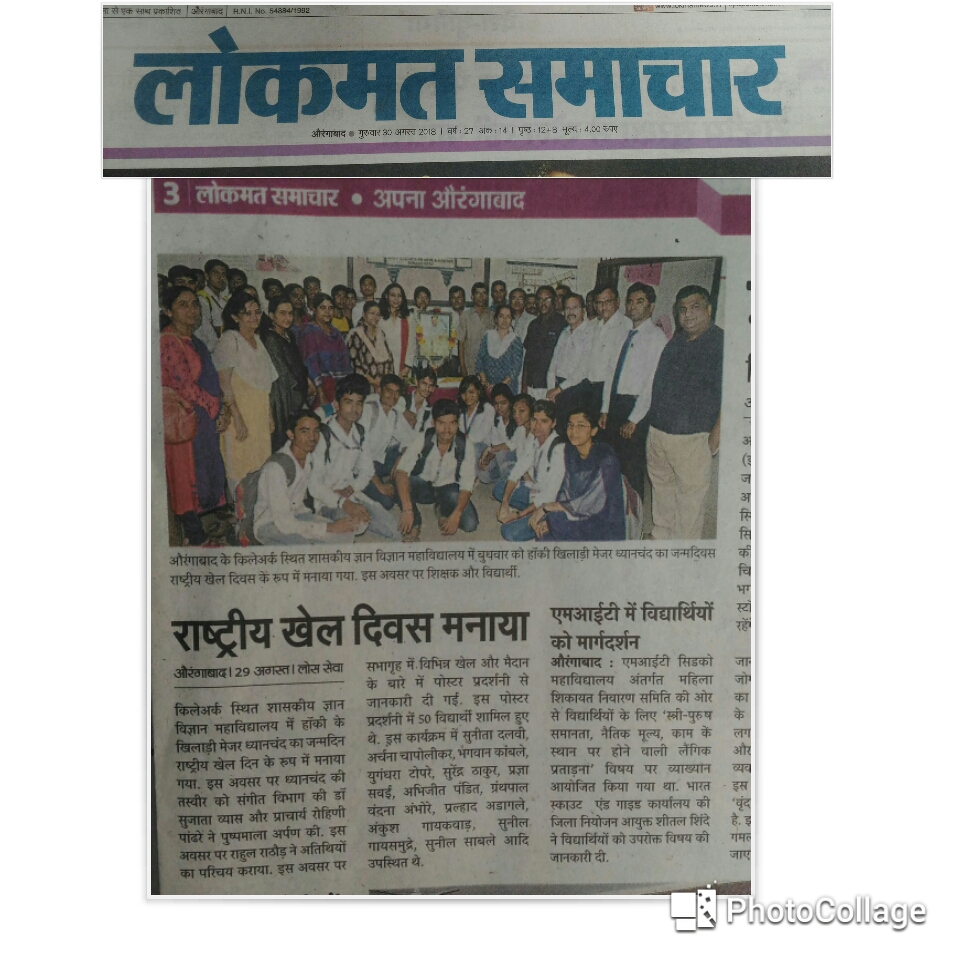 से एक साथ प्रकाशित | औरंगाबाद | R.N.I. No. 54884/1992
लोकमत समाचार
औरंगाबाद ● गुरुवार 30 अगस्त 2018 | वर्ष : 27 अंक : 14 | पृष्ठ : 12+8 मूल्य : 4.00 रुपए
3 लोकमत समाचार • अपना औरंगाबाद
औरंगाबाद के किलेअर्क स्थित शासकीय ज्ञान विज्ञान महाविद्यालय में बुधवार को हॉकी खिलाड़ी मेजर ध्यानचंद का जन्मदिवस
राष्ट्रीय खेल दिवस के रूप में मनाया गया. इस अवसर पर शिक्षक और विद्यार्थी.
राष्ट्रीय खेल दिवस मनाया
औरंगाबाद | 29 अगस्त | लोस सेवा
किलेअर्क स्थित शासकीय ज्ञान
विज्ञान महाविद्यालय में हॉकी के
खिलाड़ी मेजर ध्यानचंद का जन्मदिन
राष्ट्रीय खेल दिन के रूप में मनाया
गया. इस अवसर पर ध्यानचंद की
तस्वीर को संगीत विभाग की डॉ
सुजाता व्यास और प्राचार्य रोहिणी
पांढरे ने पुष्पमाला अर्पण की. इस
अवसर पर राहुल राठौड़ ने अतिथियों
का परिचय कराया. इस अवसर पर
सभागृह में विभिन्न खेल और मैदान
के बारे में पोस्टर प्रदर्शनी से
जानकारी दी गई. इस पोस्टर
प्रदर्शनी में 50 विद्यार्थी शामिल हुए
थे. इस कार्यक्रम में सुनीता दलवी,
अर्चना चापोलीकर, भगवान कांबले,
युगंधरा टोपरे, सुरेंद्र ठाकुर, प्रज्ञा
सवई, अभिजीत पंडित, ग्रंथपाल
वंदना अंभोरे, प्रल्हाद अडागले,
अंकुश गायकवाड़, सुनील
गायसमुद्रे, सुनील साबले आदि
उपस्थित थे.
एमआईटी में विद्यार्थियों
को मार्गदर्शन
औरंगाबाद : एमआईटी सिडको
महाविद्यालय अंतर्गत महिला
शिकायत निवारण समिति की ओर
से विद्यार्थियों के लिए 'स्त्री-पुरुष
समानता, नैतिक मूल्य, काम के
स्थान पर होने वाली लैंगिक
प्रताड़ना' विषय पर व्याख्यान
आयोजित किया गया था. भारत
स्काउट एंड गाइड कार्यालय की
जिला नियोजन आयुक्त शीतल शिंदे
ने विद्यार्थियों को उपरोक्त विषय की
जानकारी दी.
PhotoCollage